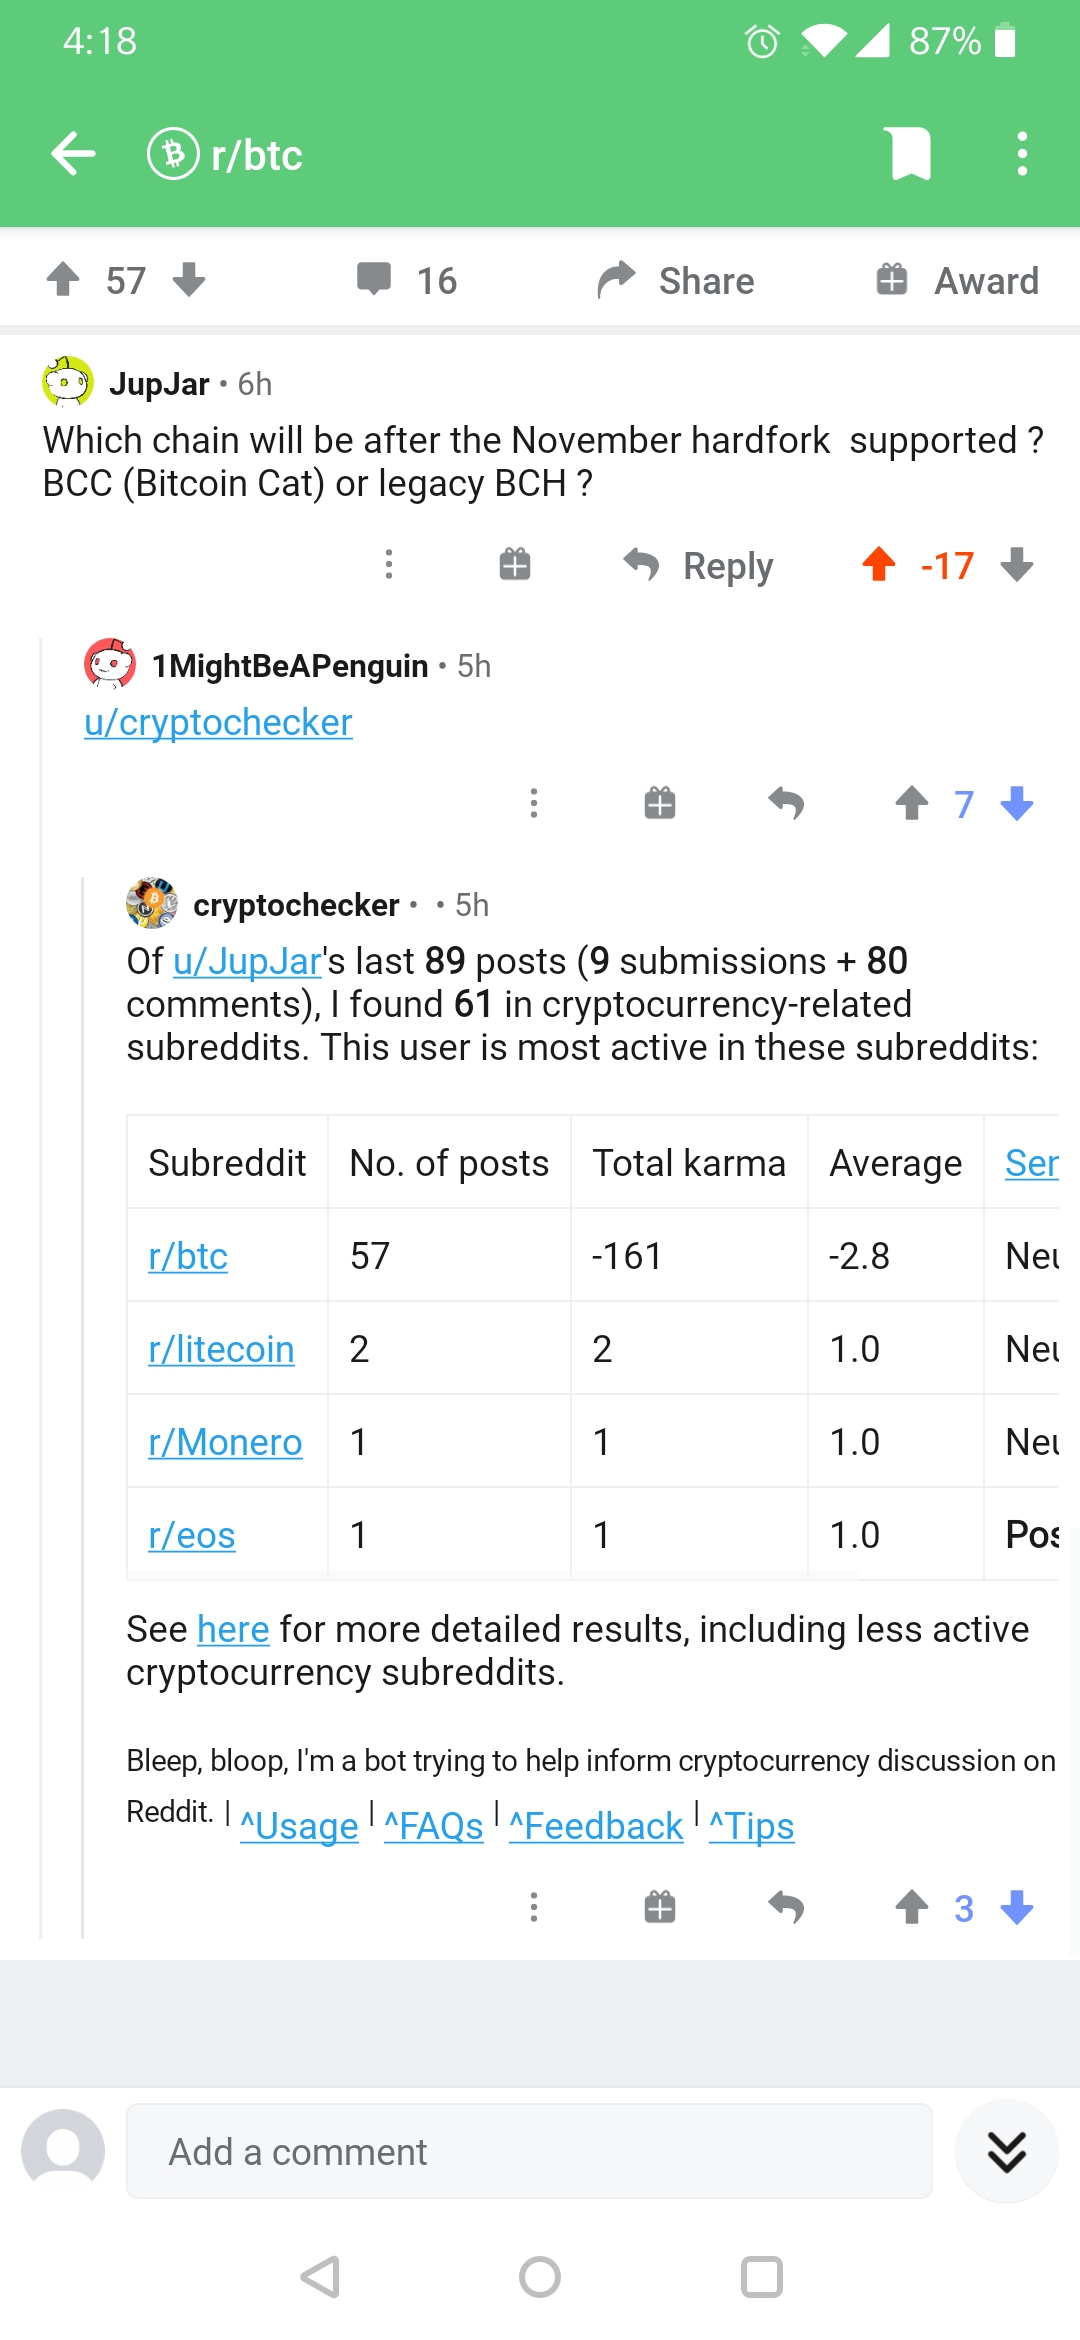 4:18
87%
r/btc
57
16
Share
Award
JupJar • 6h
Which chain will be after the November hardfork supported ?
BCC (Bitcoin Cat) or legacy BCH ?
Reply
-17
1MightBeAPenguin • 5h
u/cryptochecker
7
cryptochecker • • 5h
Of u/JupJar's last 89 posts (9 submissions + 80
comments), I found 61 in cryptocurrency-related
subreddits. This user is most active in these subreddits:
Subreddit No. of posts Total karma Average
r/btc 57 -161 -2.8
r/litecoin 2 2 1.0
r/Monero 1 1 1.0
r/eos 1 1 1.0
See here for more detailed results, including less active
cryptocurrency subreddits.
Bleep, bloop, I'm a bot trying to help inform cryptocurrency discussion on
Reddit. | ^Usage | ^FAQs | ^Feedback | ^Tips
3
Add a comment